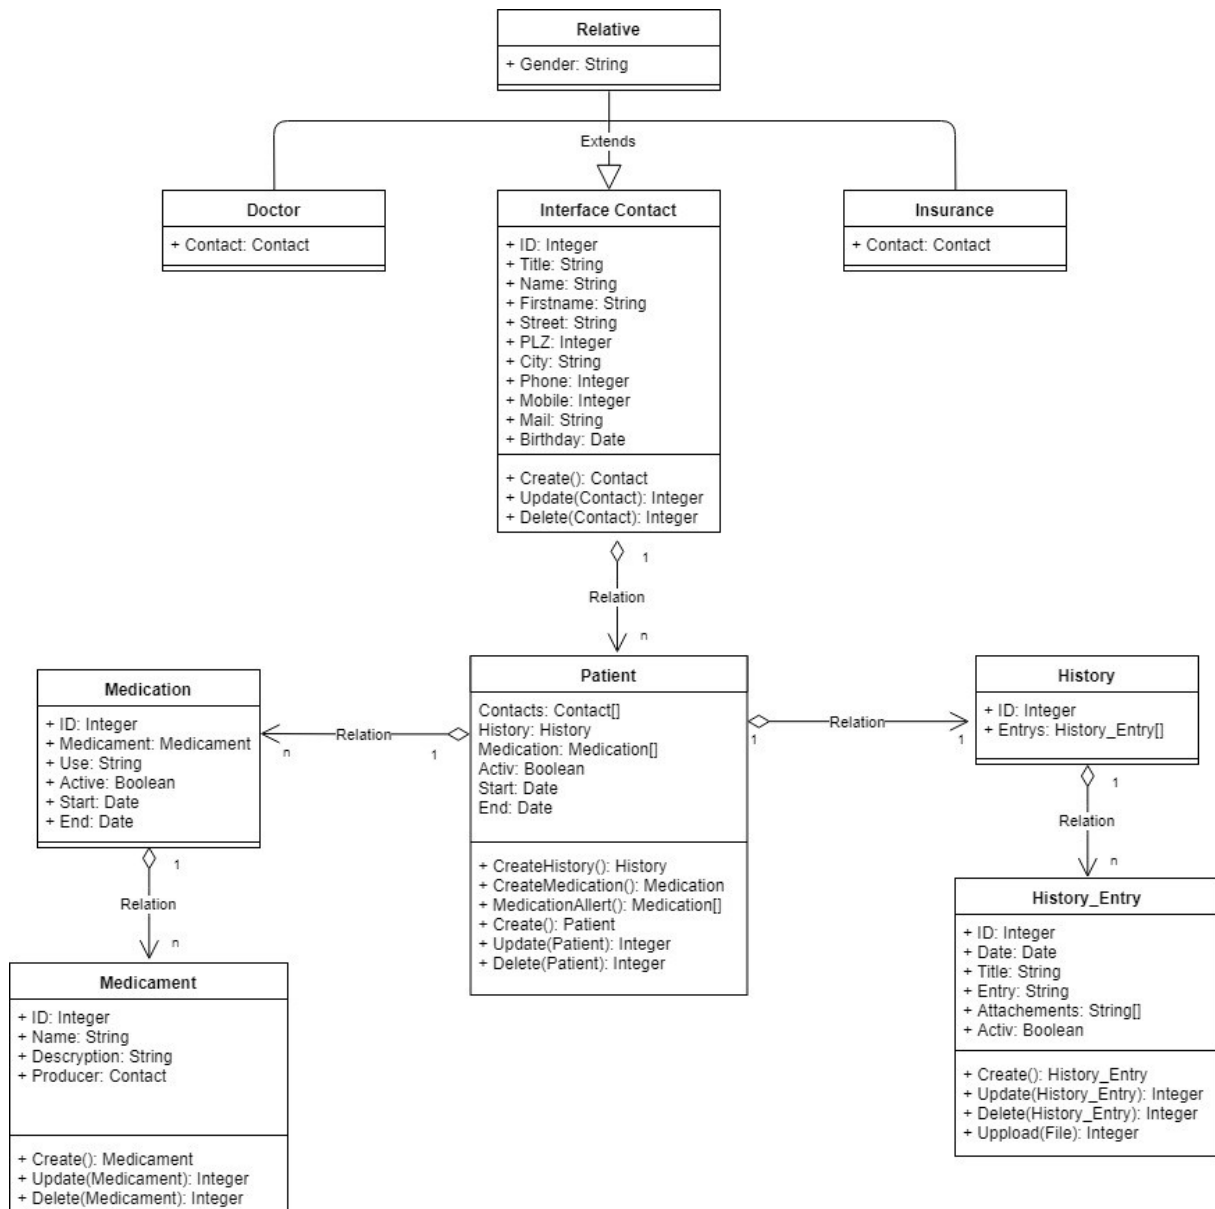 Relative
+ Gender: String
Extends
Doctor
+ Contact: Contact
Interface Contact
+ ID: Integer
+ Title: String
+ Name: String
+ Firstname: String
+ Street: String
+ PLZ: Integer
+ City: String
+ Phone: Integer
+ Mobile: Integer
+ Mail: String
+ Birthday: Date
+ Create(): Contact
+ Update(Contact): Integer
+ Delete(Contact): Integer
Insurance
+ Contact: Contact
1
Relation
n
Medication
+ ID: Integer
+ Medicament: Medicament
+ Use: String
+ Active: Boolean
+ Start: Date
+ End: Date
n
Relation
1
Patient
Contacts: Contact[]
History: History
Medication: Medication[]
Activ: Boolean
Start: Date
End: Date
+ CreateHistory(): History
+ CreateMedication(): Medication
+ MedicationAllert(): Medication[]
+ Create(): Patient
+ Update(Patient): Integer
+ Delete(Patient): Integer
1
Relation
1
History
+ ID: Integer
+ Entrys: History_Entry[]
1
Relation
n
1
Relation
n
Medicament
+ ID: Integer
+ Name: String
+ Descryption: String
+ Producer: Contact
+ Create(): Medicament
+ Update(Medicament): Integer
+ Delete(Medicament): Integer
History_Entry
+ ID: Integer
+ Date: Date
+ Title: String
+ Entry: String
+ Attachements: String[]
+ Activ: Boolean
+ Create(): History_Entry
+ Update(History_Entry): Integer
+ Delete(History_Entry): Integer
+ Uppload(File): Integer